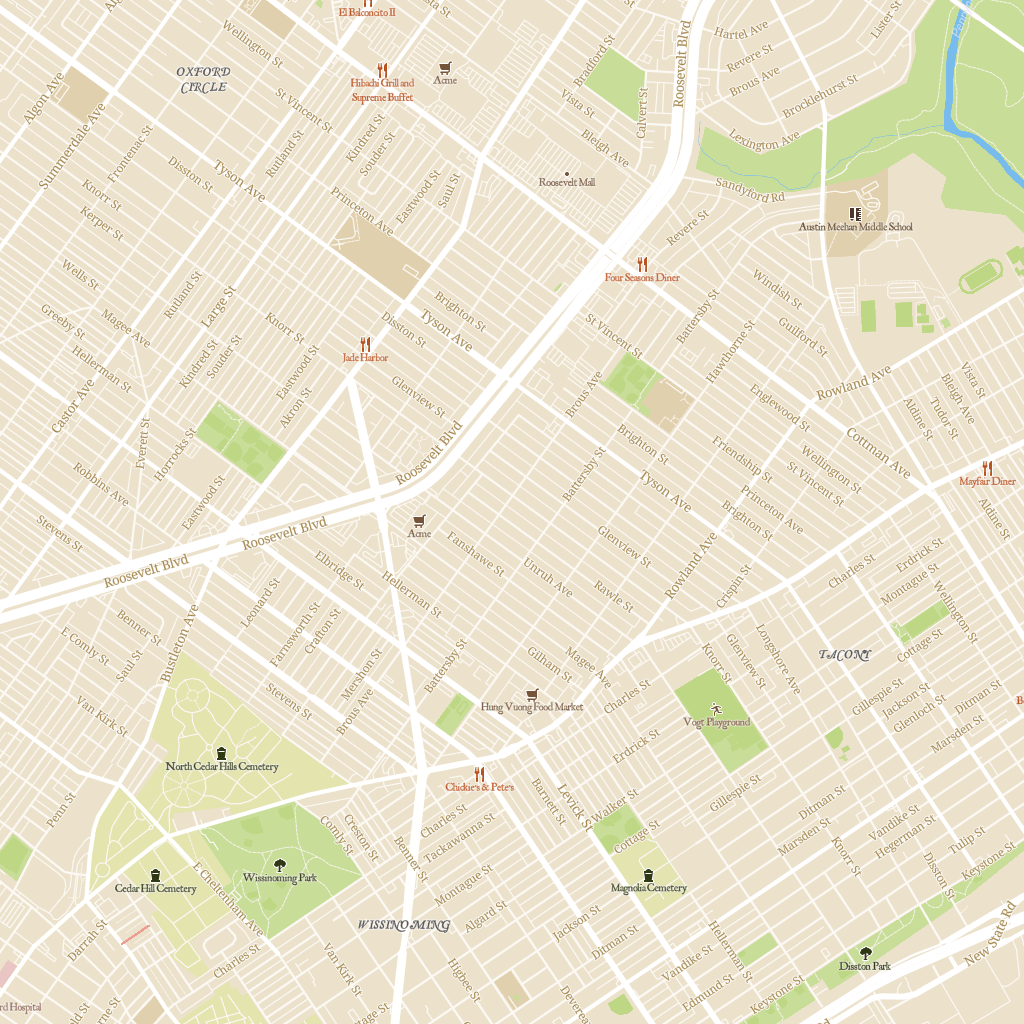 El Balconcito II
Wellington St
OXFORD
CIRCLE
Hibachi Grill and
Supreme Buffet
Acme
Bradford St
Roosevelt Blvd
Hartel Ave
Revere St
Brous Ave
Lister St
Algon Ave
Summerdale Ave
St Vincent St
Vista St
Calvert St
Brocklehurst St
Frontenac St
Rutland St
Kindred St
Souder St
Bleigh Ave
Lexington Ave
Disston St
Tyson Ave
Eastwood St
Saul St
Roosevelt Mall
Sandyford Rd
Knorr St
Kerper St
Princeton Ave
Revere St
Austin Meehan Middle School
Wells St
Rutland St
Large St
Four Seasons Diner
Windish St
Greeby St
Magee Ave
Hellerman St
Knorr St
Brighton St
Tyson Ave
Disston St
St Vincent St
Battersby St
Hawthorne St
Guilford St
Kindred St
Souder St
Jade Harbor
Eastwood St
Akron St
Glenview St
Castor Ave
Everett St
Horrocks St
Brous Ave
Englewood St
Rowland Ave
Vista St
Bleigh Ave
Tudor St
Aldine St
Robbins Ave
Roosevelt Blvd
Brighton St
Friendship St
Cottman Ave
Wellington St
St Vincent St
Mayfair Diner
Stevens St
Eastwood St
Battersby St
Tyson Ave
Princeton Ave
Brighton St
Aldine St
Roosevelt Blvd
Roosevelt Blvd
Acme
Fanshawe St
Unruh Ave
Glenview St
Rawle St
Rowland Ave
Crispin St
Charles St
Erdrick St
Montague St
Wellington St
Elbridge St
Hellerman St
Leonard St
Farnsworth St
Crafton St
Benner St
E Comly St
Saul St
Bustleton Ave
Mershon St
Brous Ave
Battersby St
Gilham St
Magee Ave
Knorr St
Glenview St
Longshore Ave
TACONY
Cottage St
Stevens St
Van Kirk St
Hung Vuong Food Market
Charles St
Vogt Playground
Gillespie St
Jackson St
Glenloch St
Ditman St
Marsden St
Erdrick St
North Cedar Hills Cemetery
Chickie's & Pete's
Penn St
Comly St
Creston St
Charles St
Tackawanna St
Barnett St
Levick St
Walker St
Cottage St
Gillespie St
Ditman St
Marsden St
Vandike St
Hegerman St
Tulip St
Keystone St
Knorr St
Disston St
Cedar Hill Cemetery
Wissinoming Park
Benner St
Montague St
Magnolia Cemetery
E Cheltenham Ave
WISSINOMING
Algard St
Jackson St
Ditman St
Darrah St
Charles St
Van Kirk St
Higbee St
Vandike St
Hellerman St
Edmund St
Keystone St
Disston Park
New State Rd